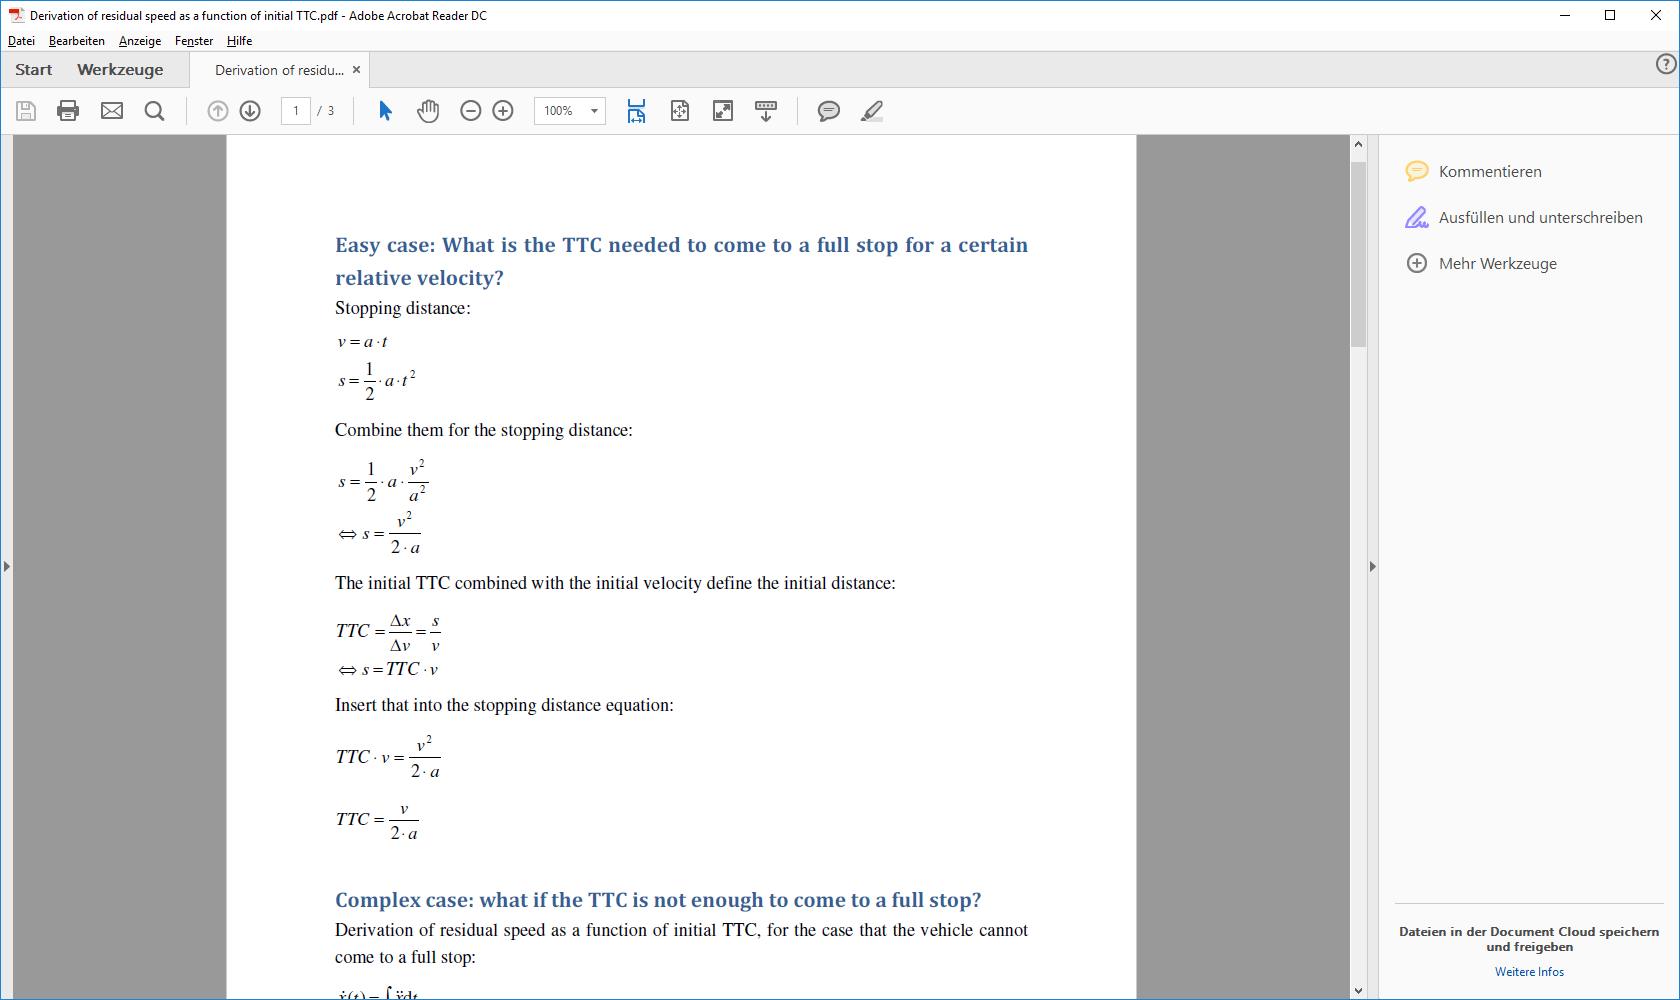 Derivation of residual speed as a function of initial TTC.pdf - Adobe Acrobat Reader DC
Datei Bearbeiten Anzeige Fenster Hilfe
Start Werkzeuge Derivation of residu... ×
1 / 3 100%
Easy case: What is the TTC needed to come to a full stop for a certain
relative velocity?
Stopping distance:
v = a · t
s = 1/2 · a · t²
Combine them for the stopping distance:
s = 1/2 · a · v²/a²
⇔ s = v²/2 · a
The initial TTC combined with the initial velocity define the initial distance:
TTC = Δx/Δv = s/v
⇔ s = TTC · v
Insert that into the stopping distance equation:
TTC · v = v²/2 · a
TTC = v/2 · a
Complex case: what if the TTC is not enough to come to a full stop?
Derivation of residual speed as a function of initial TTC, for the case that the vehicle cannot
come to a full stop:
ẋ(t) = ∫ ẍdt
Kommentieren
Ausfüllen und unterschreiben
Mehr Werkzeuge
Dateien in der Document Cloud speichern
und freigeben
Weitere Infos